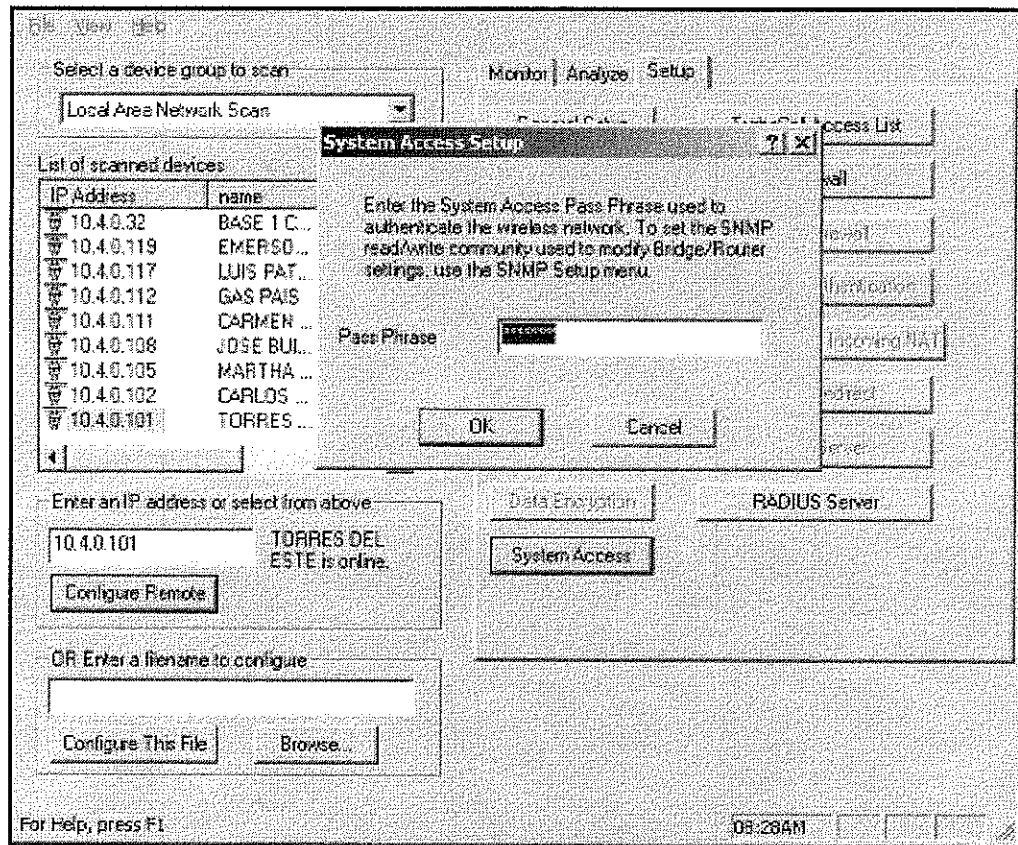 File View Help
Select a device group to scan
Local Area Network Scan
List of scanned devices
IP Address name
10.4.0.32 BASE 1 C...
10.4.0.119 EMERSO...
10.4.0.117 LUIS PAT...
10.4.0.112 GAS PAIS
10.4.0.111 CARMEN ...
10.4.0.108 JOSE BUI...
10.4.0.105 MARTHA ...
10.4.0.102 CARLOS ...
10.4.0.101 TORRES ...
Enter an IP address or select from above
10.4.0.101
TORRES DEL
ESTE is online.
Configure Remote
OR Enter a filename to configure
Configure This File Browse...
Monitor Analyze Setup
Access List
System Access Setup
Enter the System Access Pass Phrase used to
authenticate the wireless network. To set the SNMP
read/write community used to modify Bridge/Router
settings, use the SNMP Setup menu.
Pass Phrase *******
OK Cancel
Incoming NAT
Data Encryption RADIUS Server
System Access
For Help, press F1
08:28AM